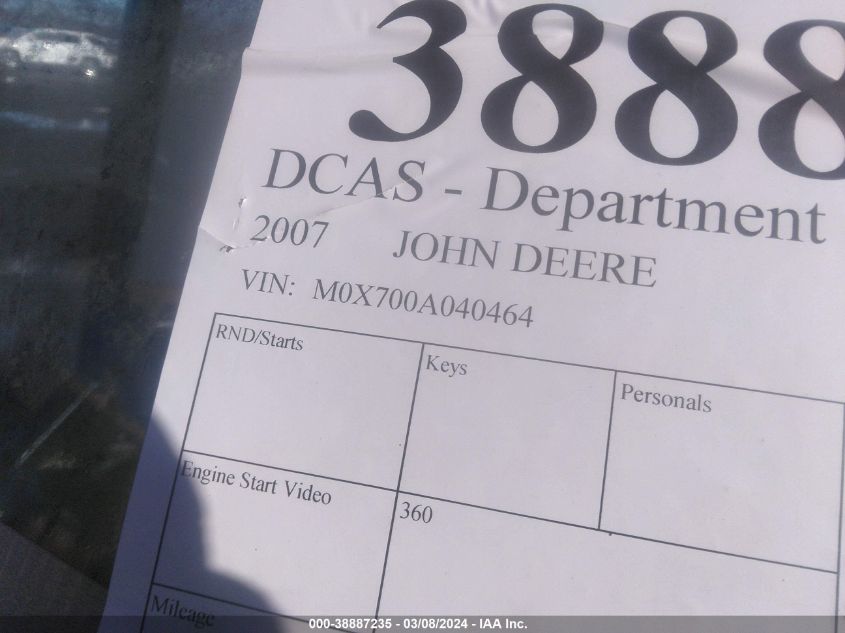 3888
DCAS - Department
2007 JOHN DEERE
VIN: M0X700A040464
RND/Starts Keys Personals
Engine Start Video 360
Mileage
000-38887235 - 03/08/2024 - IAA Inc.